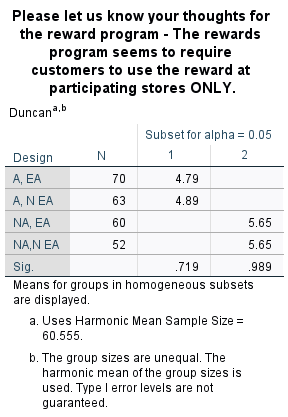 Please let us know your thoughts for
the reward program - The rewards
program seems to require
customers to use the reward at
participating stores ONLY.
Duncan a,b
Subset for alpha = 0.05
Design N 1 2
A, EA 70 4.79
A, N EA 63 4.89
NA, EA 60 5.65
NA,N EA 52 5.65
Sig. .719 .989
Means for groups in homogeneous subsets
are displayed.
a. Uses Harmonic Mean Sample Size =
60.555.
b. The group sizes are unequal. The
harmonic mean of the group sizes is
used. Type I error levels are not
guaranteed.